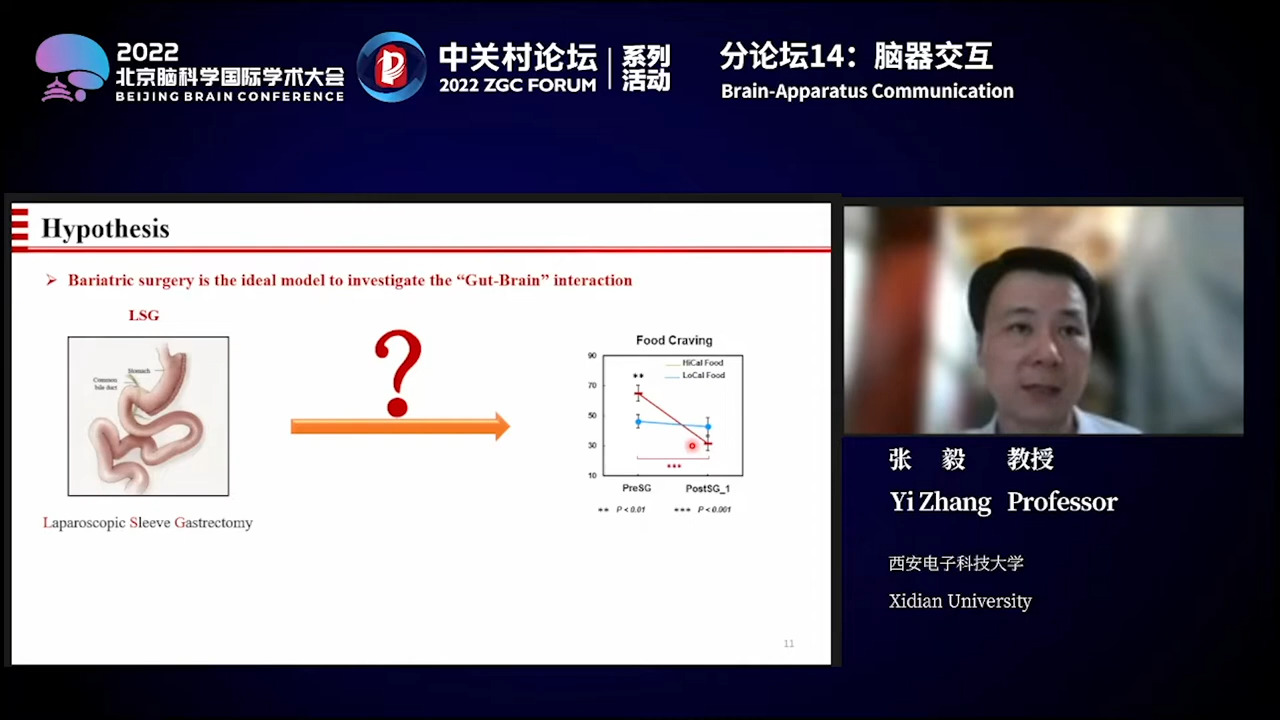 2022
北京脑科学国际学术大会
BEIJING BRAIN CONFERENCE
中关村论坛
2022 ZGC FORUM
系列
活动
分论坛14：脑器交互
Brain-Apparatus Communication
Hypothesis
➢ Bariatric surgery is the ideal model to investigate the “Gut-Brain” interaction
LSG
Stomach
Common
bile duct
Laparoscopic Sleeve Gastrectomy
?
Food Craving
HiCal Food
LoCal Food
90
70
50
30
10
**
***
PreSG PostSG_1
** P < 0.01 *** P < 0.001
11
张 毅 教授
Yi Zhang Professor
西安电子科技大学
Xidian University